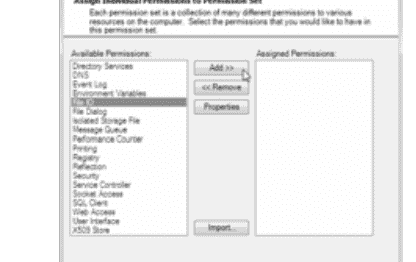 Assign Individual Permissions to Permission Set
Each permission set is a collection of many different permissions to various
resources on the computer. Select the permissions that you would like to have in
this permission set.
Available Permissions:
Assigned Permissions:
Directory Services
DNS
Event Log
Environment Variables
File IO
File Dialog
Isolated Storage File
Message Queue
Performance Counter
Printing
Registry
Reflection
Security
Service Controller
Socket Access
SQL Client
Web Access
User Interface
X509 Store
Add >>
<< Remove
Properties
Import...